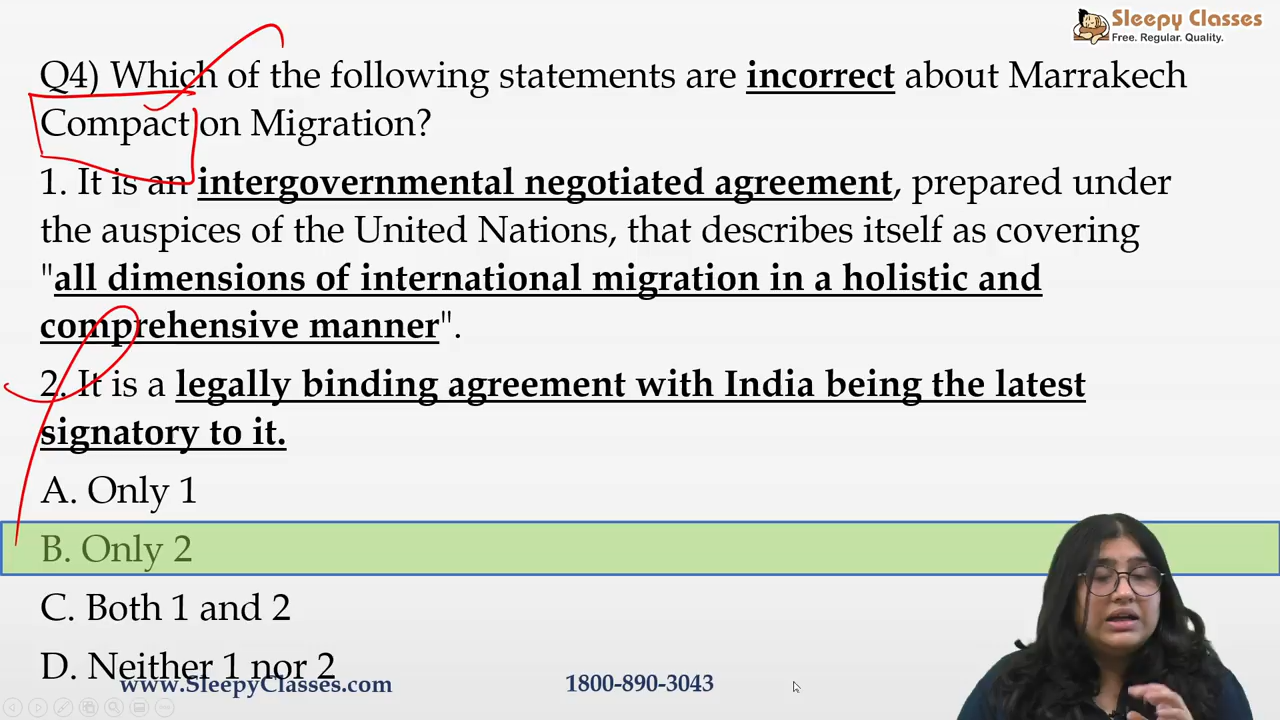 Sleepy Classes
Free. Regular. Quality.
Q4) Which of the following statements are incorrect about Marrakech
Compact on Migration?
1. It is an intergovernmental negotiated agreement, prepared under
the auspices of the United Nations, that describes itself as covering
"all dimensions of international migration in a holistic and
comprehensive manner".
2. It is a legally binding agreement with India being the latest
signatory to it.
A. Only 1
B. Only 2
C. Both 1 and 2
D. Neither 1 nor 2
www.SleepyClasses.com
1800-890-3043